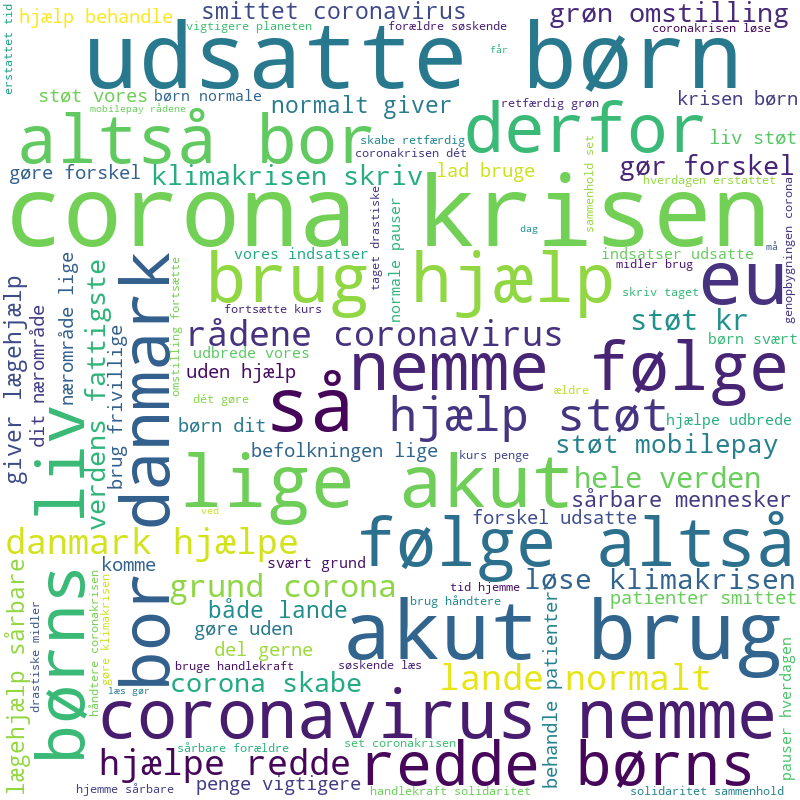 erstattet tid
hjælp behandle
smittet coronavirus
grøn omstilling
vigtigere planeten
forældre søskende
coronakrisen løse
udsatte børn
får
støt vores
børn normale
normalt giver
retfærdig grøn
krisen børn
mobilepay rådene
altså bor
derfor
skabe retfærdig
coronakrisen dét
liv støt
gøre forskel
klimakrisen skriv
lad bruge
gør forskel
sammenhold set
hverdagen erstattet
corona krisen
dag
må
genopbygningen corona
taget drastiske
normale pauser
vores indsatser
indsatser udsatte
brug hjælp
midler brug
eu
skriv taget
fortsætte kurs
støt kr
rådene coronavirus
børn svært
udbrede vores
nemme følge
uden hjælp
omstilling fortsætte
giver lægehjælp
dit nærområde
nærområde lige
verdens fattigste
brug frivillige
bor danmark
liv
dét gøre
ældre
så
hjælp støt
børn dit
hjælpe udbrede
befolkningen lige
kurs penge
støt mobilepay
lige akut
hele verden
sårbare mennesker
ved
forskel udsatte
danmark hjælpe
følge altså
komme
svært grund
løse klimakrisen
grund corona
tid hjemme
patienter smittet
både lande
brug håndtere
akut brug
gøre uden
del gerne
bruge handlekraft
søskende læs
lande normalt
corona skabe
læs gør
børns
lægehjælp sårbare
drastiske midler
håndtere coronakrisen
gøre klimakrisen
behandle patienter
pauser hverdagen
coronavirus nemme
sårbare forældre
set coronakrisen
hjælpe redde
redde børns
hjemme sårbare
penge vigtigere
handlekraft solidaritet
solidaritet sammenhold